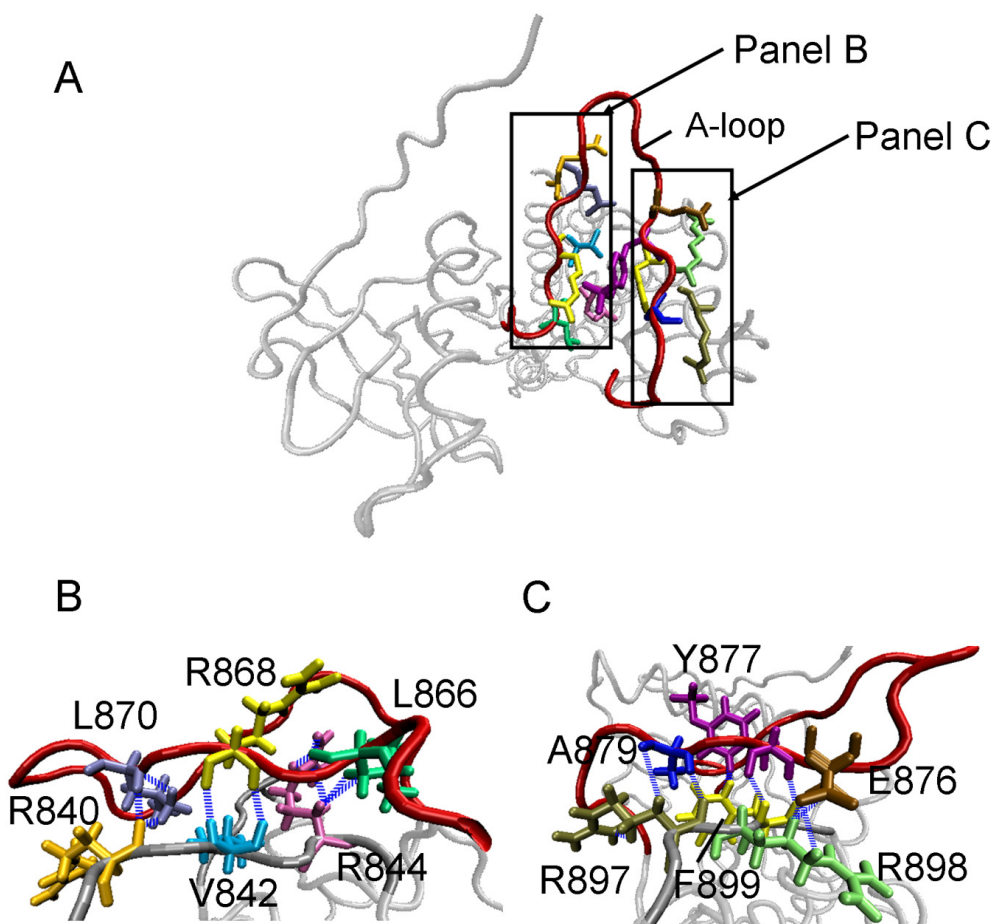 A
Panel B
A-loop
Panel C
B
C
R868
L866
L870
R840
V842
R844
Y877
A879
E876
R897
F899
R898